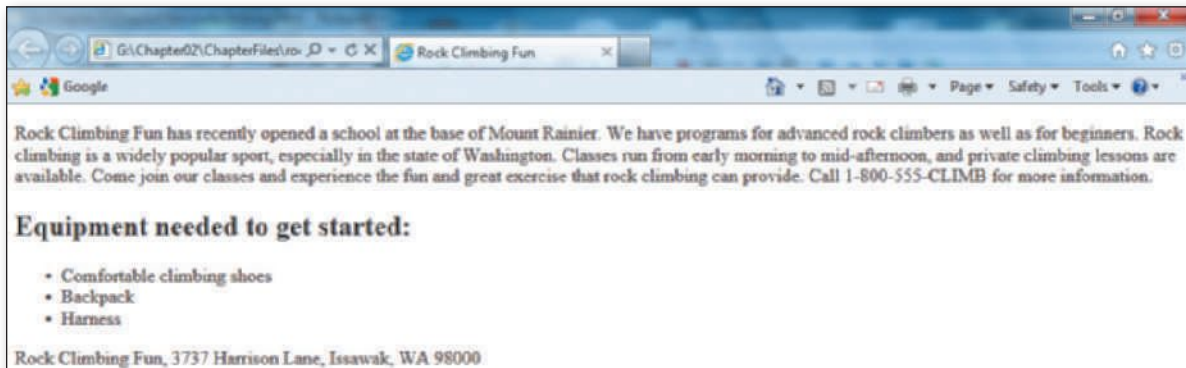 G:\Chapter02\ChapterFiles\ro
Rock Climbing Fun
Google
Page
Safety
Tools
Rock Climbing Fun has recently opened a school at the base of Mount Rainier. We have programs for advanced rock climbers as well as for beginners. Rock
climbing is a widely popular sport, especially in the state of Washington. Classes run from early morning to mid-afternoon, and private climbing lessons are
available. Come join our classes and experience the fun and great exercise that rock climbing can provide. Call 1-800-555-CLIMB for more information.
Equipment needed to get started:
• Comfortable climbing shoes
• Backpack
• Harness
Rock Climbing Fun, 3737 Harrison Lane, Issawak, WA 98000